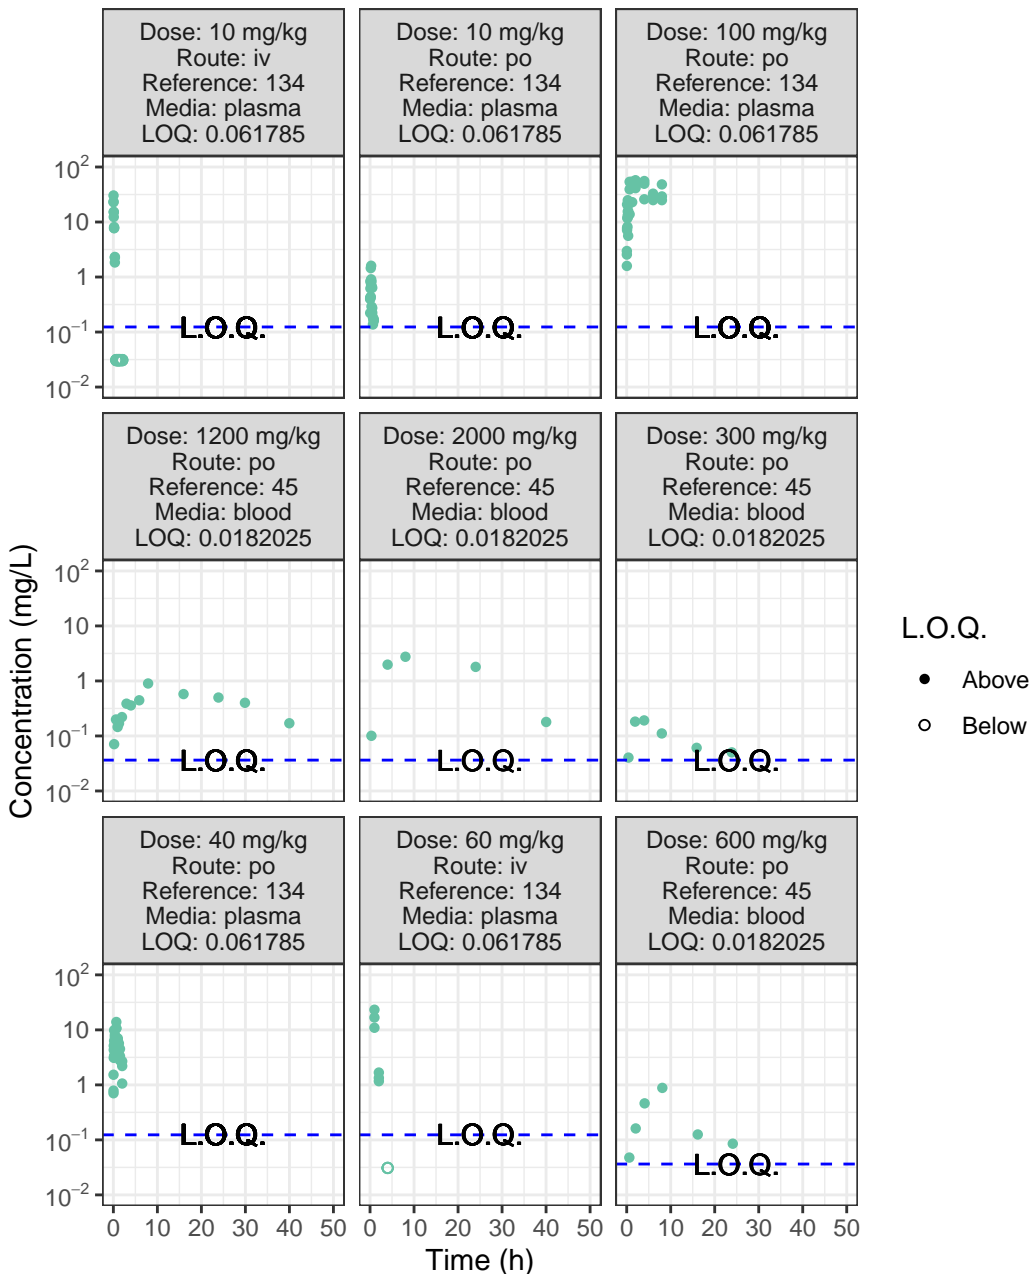 Dose: 10 mg/kg
Route: iv
Reference: 134
Media: plasma
LOQ: 0.061785
Dose: 10 mg/kg
Route: po
Reference: 134
Media: plasma
LOQ: 0.061785
Dose: 100 mg/kg
Route: po
Reference: 134
Media: plasma
LOQ: 0.061785
10²
10
1
10⁻¹
10⁻²
L.O.Q.
L.O.Q.
L.O.Q.
Dose: 1200 mg/kg
Route: po
Reference: 45
Media: blood
LOQ: 0.0182025
Dose: 2000 mg/kg
Route: po
Reference: 45
Media: blood
LOQ: 0.0182025
Dose: 300 mg/kg
Route: po
Reference: 45
Media: blood
LOQ: 0.0182025
Concentration (mg/L)
10²
10
1
10⁻¹
10⁻²
L.O.Q.
L.O.Q.
L.O.Q.
Dose: 40 mg/kg
Route: po
Reference: 134
Media: plasma
LOQ: 0.061785
Dose: 60 mg/kg
Route: iv
Reference: 134
Media: plasma
LOQ: 0.061785
Dose: 600 mg/kg
Route: po
Reference: 45
Media: blood
LOQ: 0.0182025
10²
10
1
10⁻¹
10⁻²
L.O.Q.
L.O.Q.
L.O.Q.
0 10 20 30 40 50
0 10 20 30 40 50
0 10 20 30 40 50
Time (h)
L.O.Q.
Above
Below